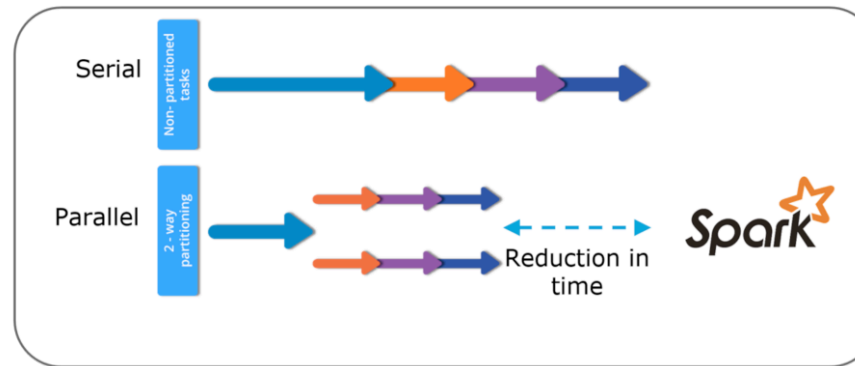 Serial
Non- partitioned
tasks
Parallel
2 - way
partitioning
Reduction in
time
Spark